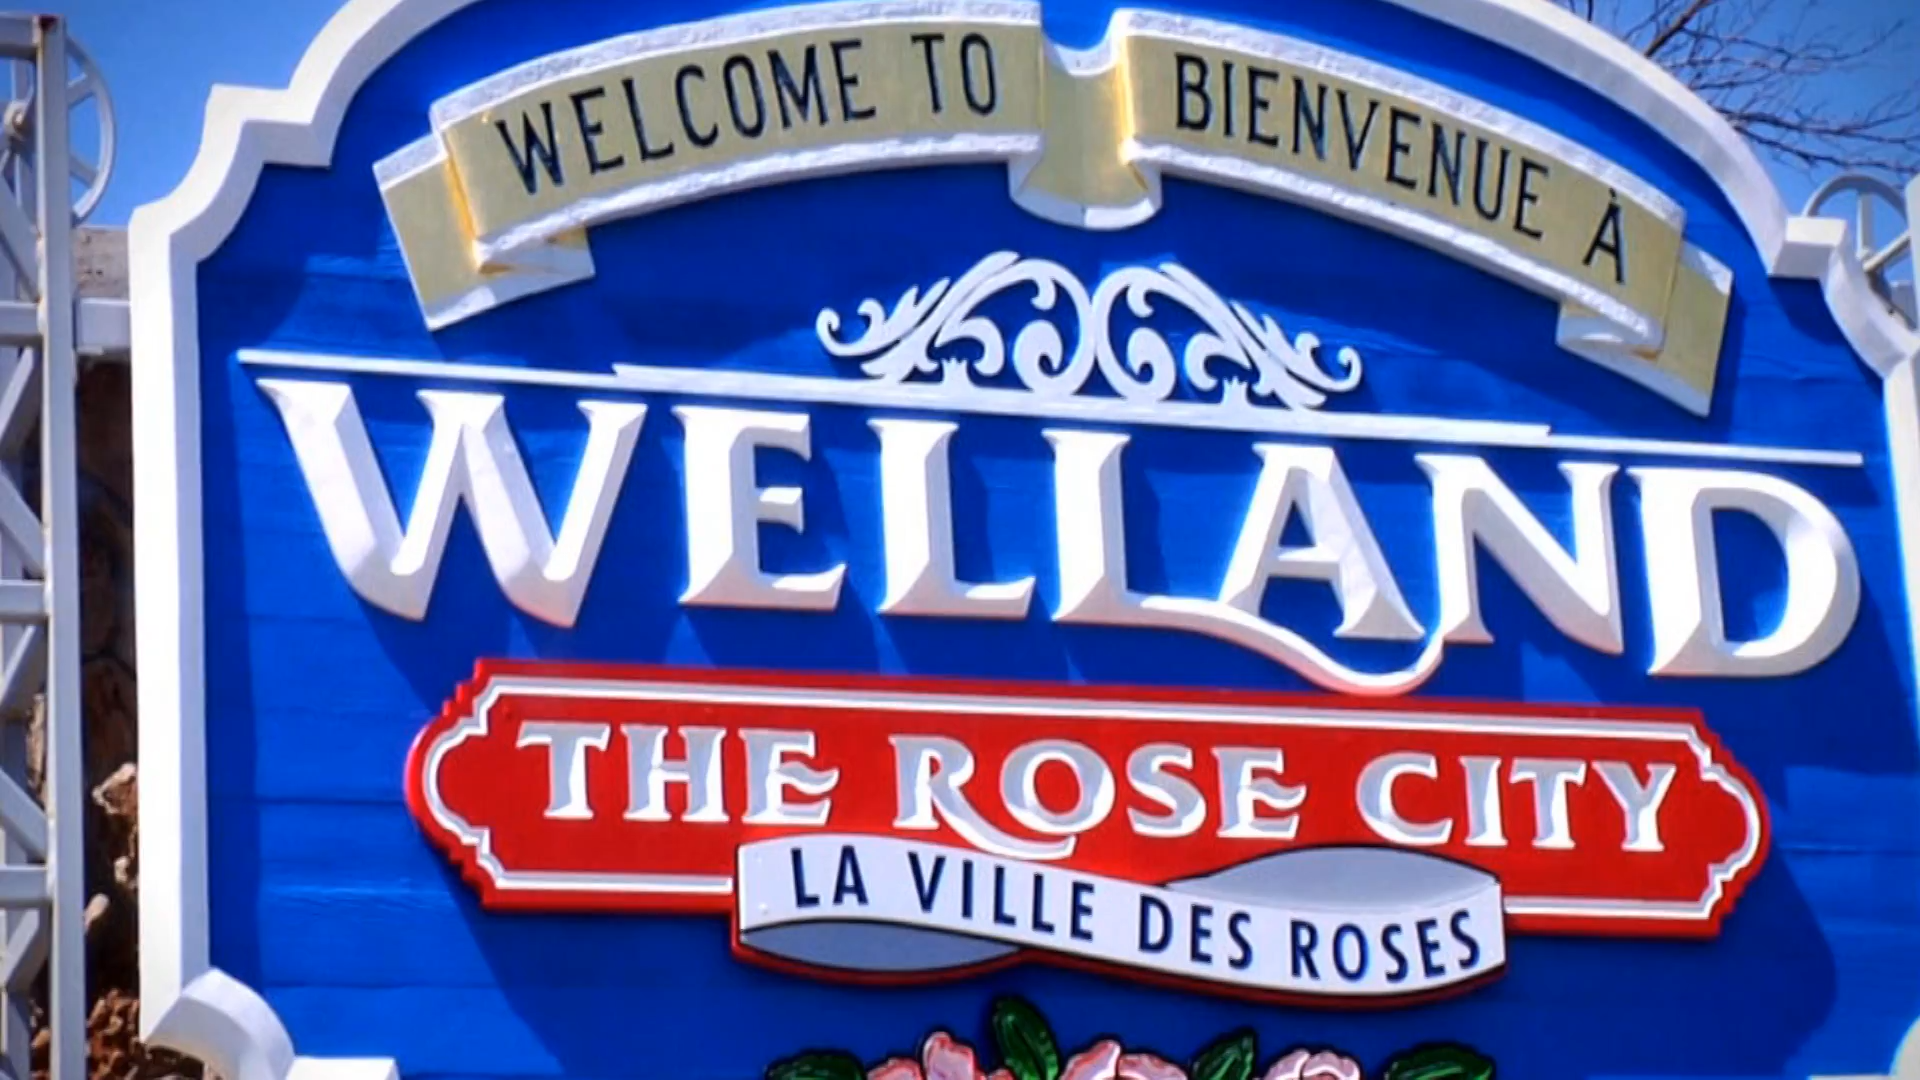 WELCOME TO BIENVENUE À
WELLAND
THE ROSE CITY
LA VILLE DES ROSES